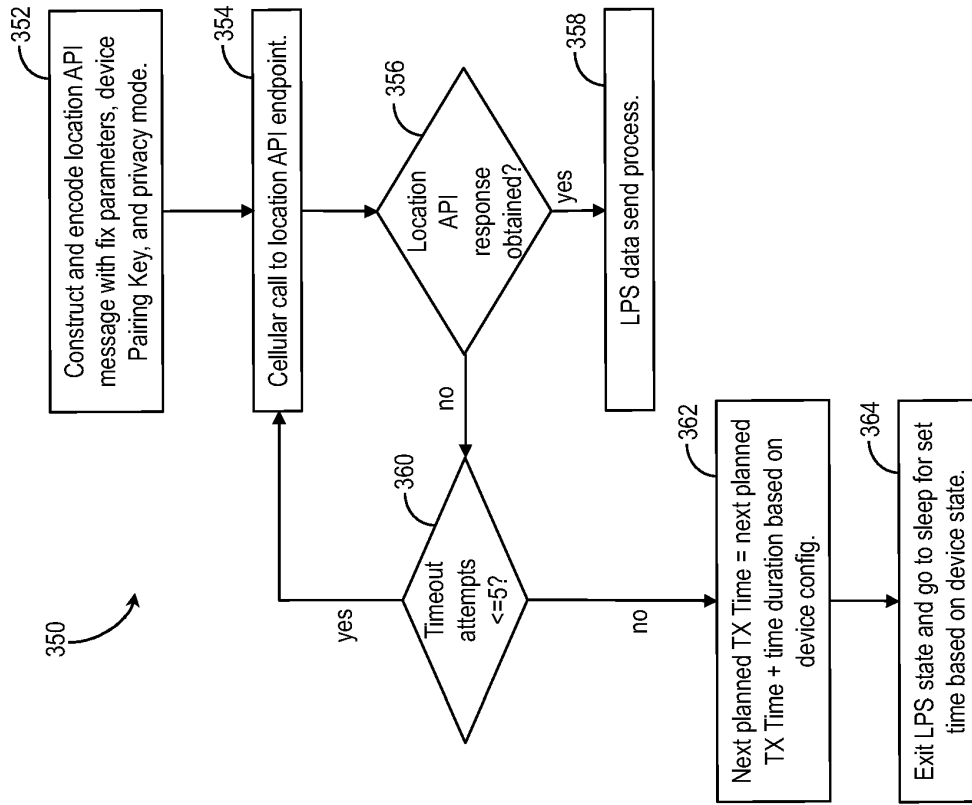 350
352
Construct and encode location API
message with fix parameters, device
Pairing Key, and privacy mode.
354
Cellular call to location API endpoint.
356
Location
API
response
obtained?
yes
358
LPS data send process.
no
360
Timeout
attempts
<=5?
yes
no
362
Next planned TX Time = next planned
TX Time + time duration based on
device config.
364
Exit LPS state and go to sleep for set
time based on device state.